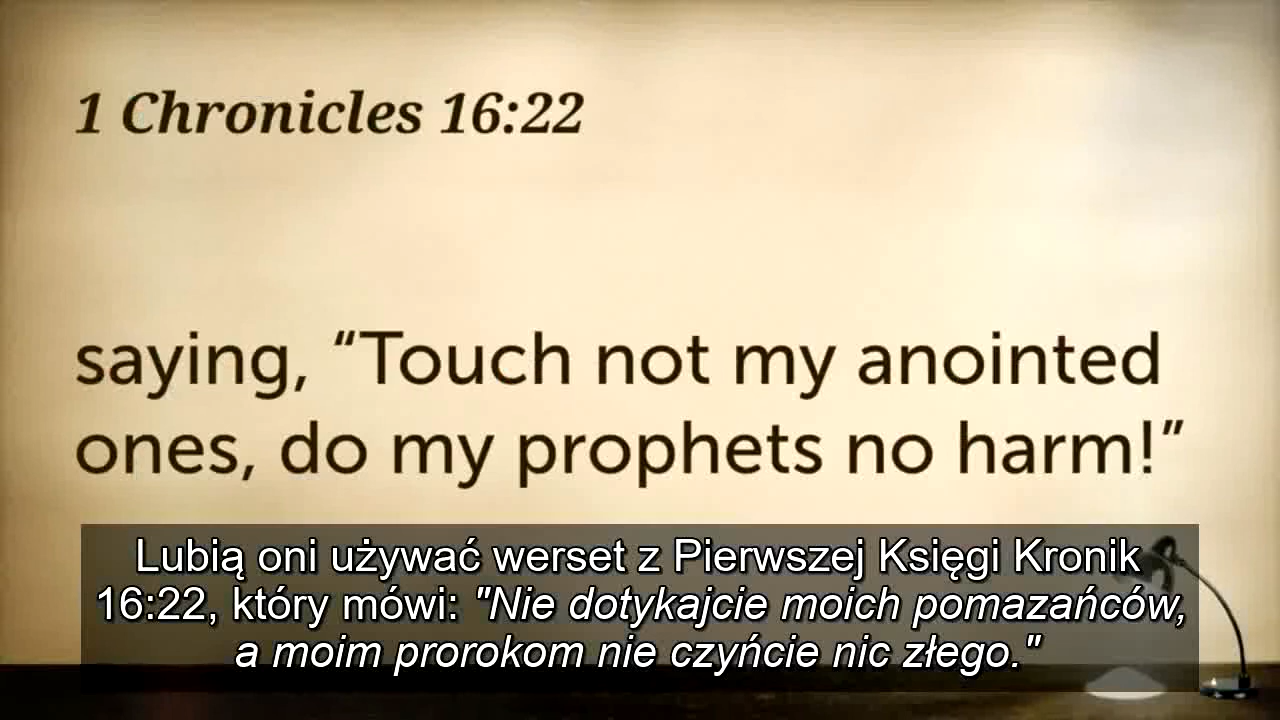 1 Chronicles 16:22
saying, “Touch not my anointed
ones, do my prophets no harm!”
Lubią oni używać werset z Pierwszej Księgi Kronik
16:22, który mówi: "Nie dotykajcie moich pomazańców,
a moim prorokom nie czyńcie nic złego."